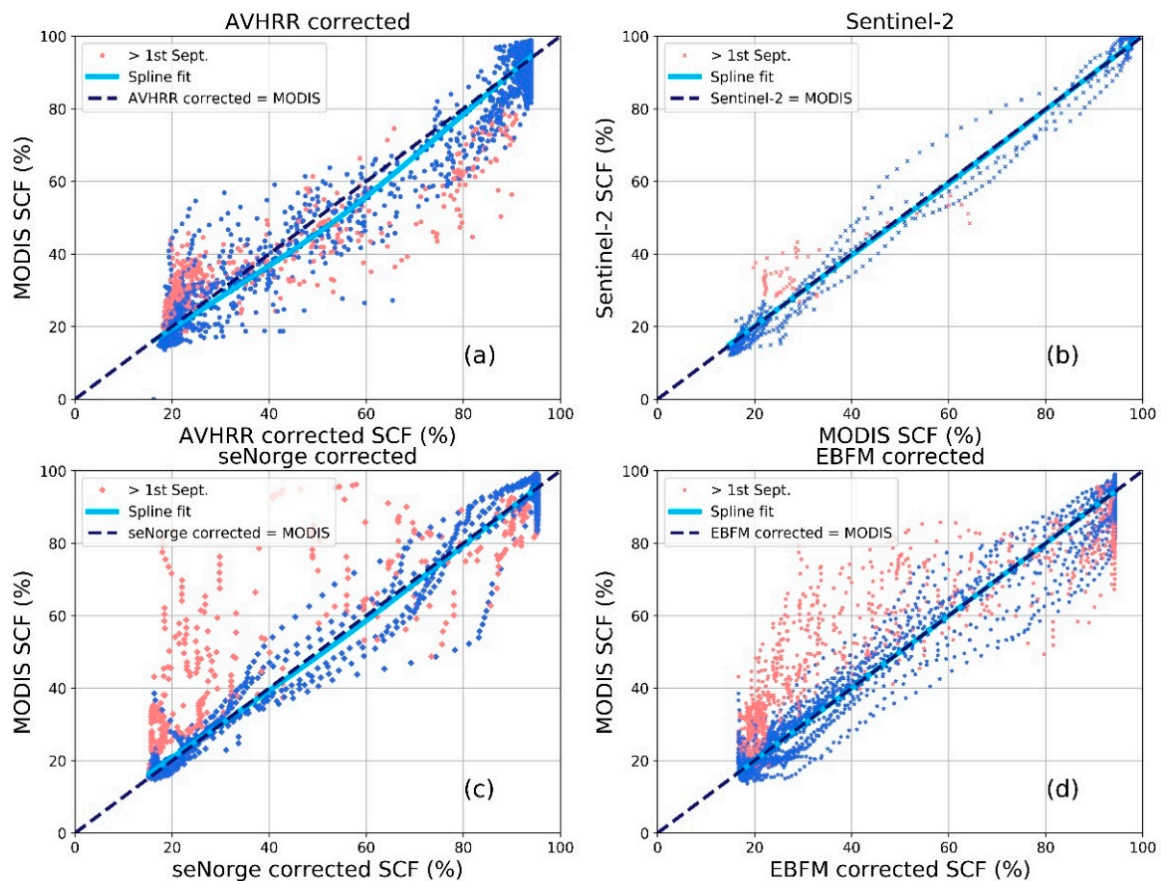 AVHRR corrected
> 1st Sept.
Spline fit
AVHRR corrected = MODIS
MODIS SCF (%)
100
80
60
40
20
0
(a)
0 20 40 60 80 100
AVHRR corrected SCF (%)
Sentinel-2
> 1st Sept.
Spline fit
Sentinel-2 = MODIS
Sentinel-2 SCF (%)
100
80
60
40
20
0
(b)
0 20 40 60 80 100
MODIS SCF (%)
seNorge corrected
> 1st Sept.
Spline fit
seNorge corrected = MODIS
MODIS SCF (%)
100
80
60
40
20
0
(c)
0 20 40 60 80 100
seNorge corrected SCF (%)
EBFM corrected
> 1st Sept.
Spline fit
EBFM corrected = MODIS
MODIS SCF (%)
100
80
60
40
20
0
(d)
0 20 40 60 80 100
EBFM corrected SCF (%)